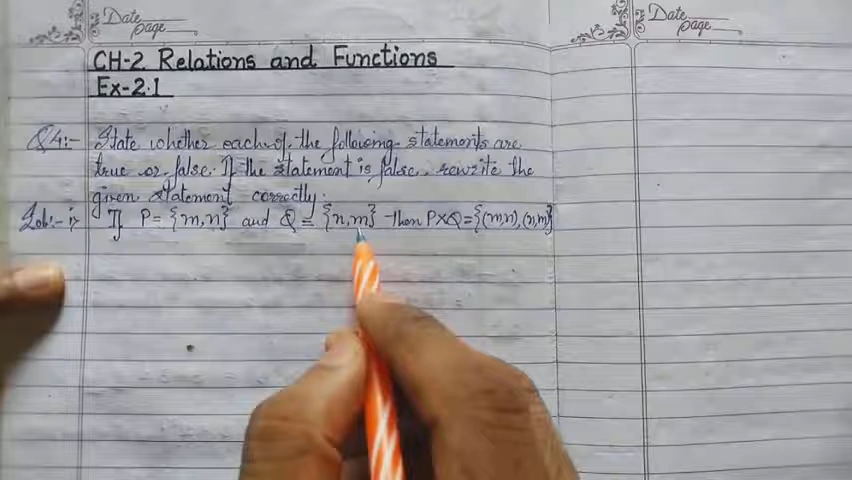 Date
Page
Date
Page
CH-2 Relations and Functions
Ex-2.1
Q4:- State whether each of the following statements are
true or false. If the statement is false, rewrite the
given statement correctly.
Sol:- i) If P = {m,n} and Q = {n,m} then P×Q={(m,n),(n,m)}